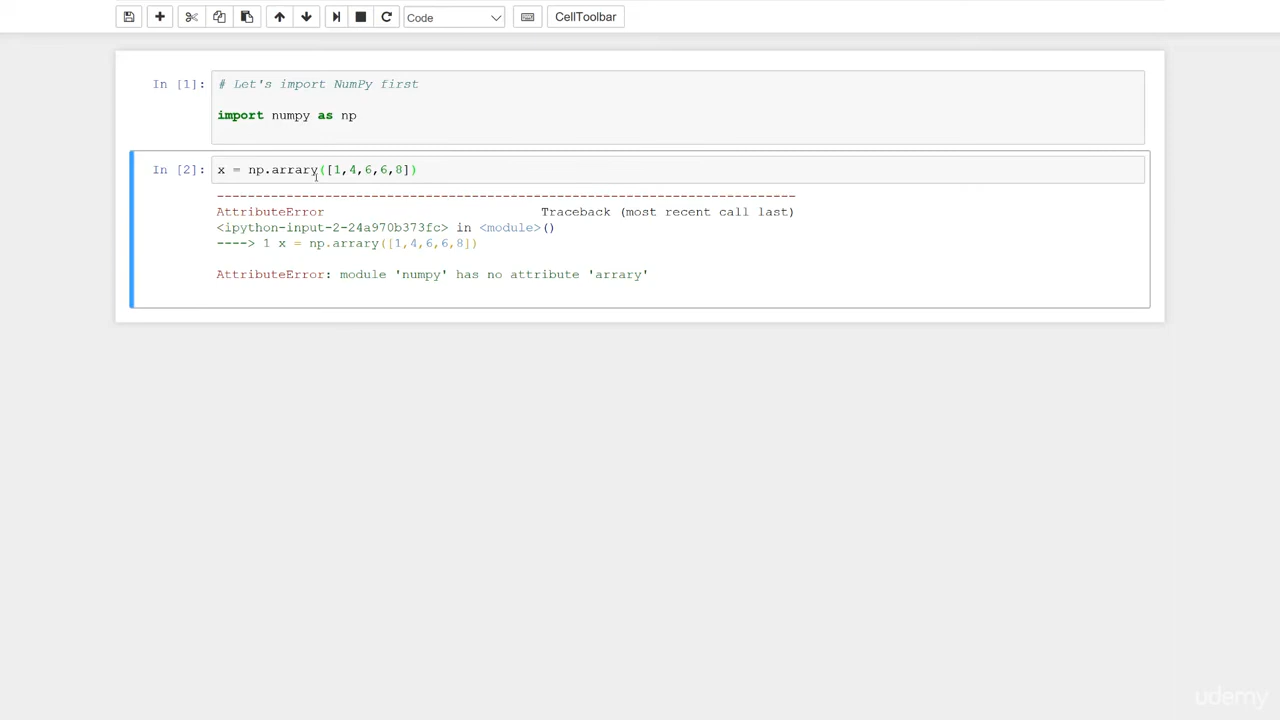 Code CellToolbar
In [1]: # Let's import NumPy first
import numpy as np
In [2]: x = np.arrary([1,4,6,6,8])
---------------------------------------------------------------------------
AttributeError Traceback (most recent call last)
<ipython-input-2-24a970b373fc> in <module>()
----> 1 x = np.arrary([1,4,6,6,8])
AttributeError: module 'numpy' has no attribute 'arrary'
udemy